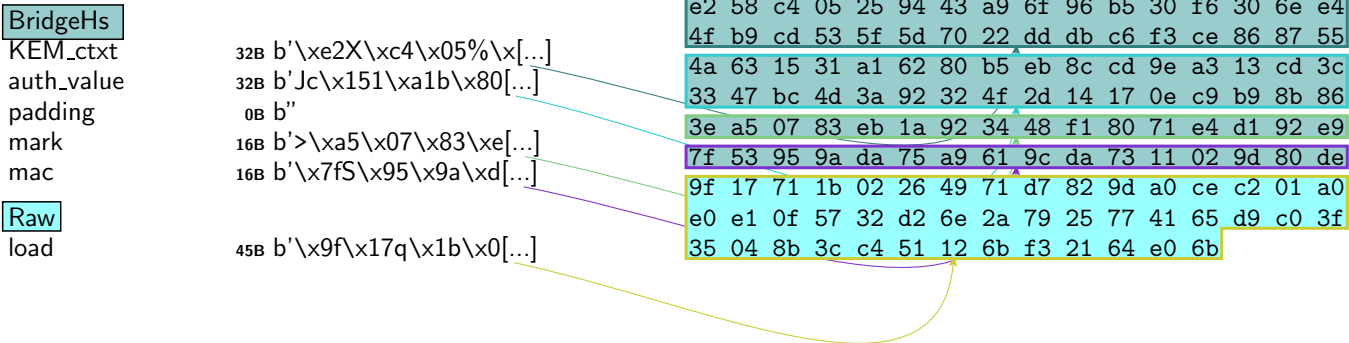 BridgeHs
KEM_ctxt 32B b'\xe2X\xc4\x05%\x[...]
auth_value 32B b'Jc\x151\xa1b\x80[...]
padding 0B b''
mark 16B b'>\xa5\x07\x83\xe[...]
mac 16B b'\x7fS\x95\x9a\xd[...]
Raw
load 45B b'\x9f\x17q\x1b\x0[...]
e2 58 c4 05 25 94 43 a9 6f 96 b5 30 f6 30 6e e4
4f b9 cd 53 5f 5d 70 22 dd db c6 f3 ce 86 87 55
4a 63 15 31 a1 62 80 b5 eb 8c cd 9e a3 13 cd 3c
33 47 bc 4d 3a 92 32 4f 2d 14 17 0e c9 b9 8b 86
3e a5 07 83 eb 1a 92 34 48 f1 80 71 e4 d1 92 e9
7f 53 95 9a da 75 a9 61 9c da 73 11 02 9d 80 de
9f 17 71 1b 02 26 49 71 d7 82 9d a0 ce c2 01 a0
e0 e1 0f 57 32 d2 6e 2a 79 25 77 41 65 d9 c0 3f
35 04 8b 3c c4 51 12 6b f3 21 64 e0 6b